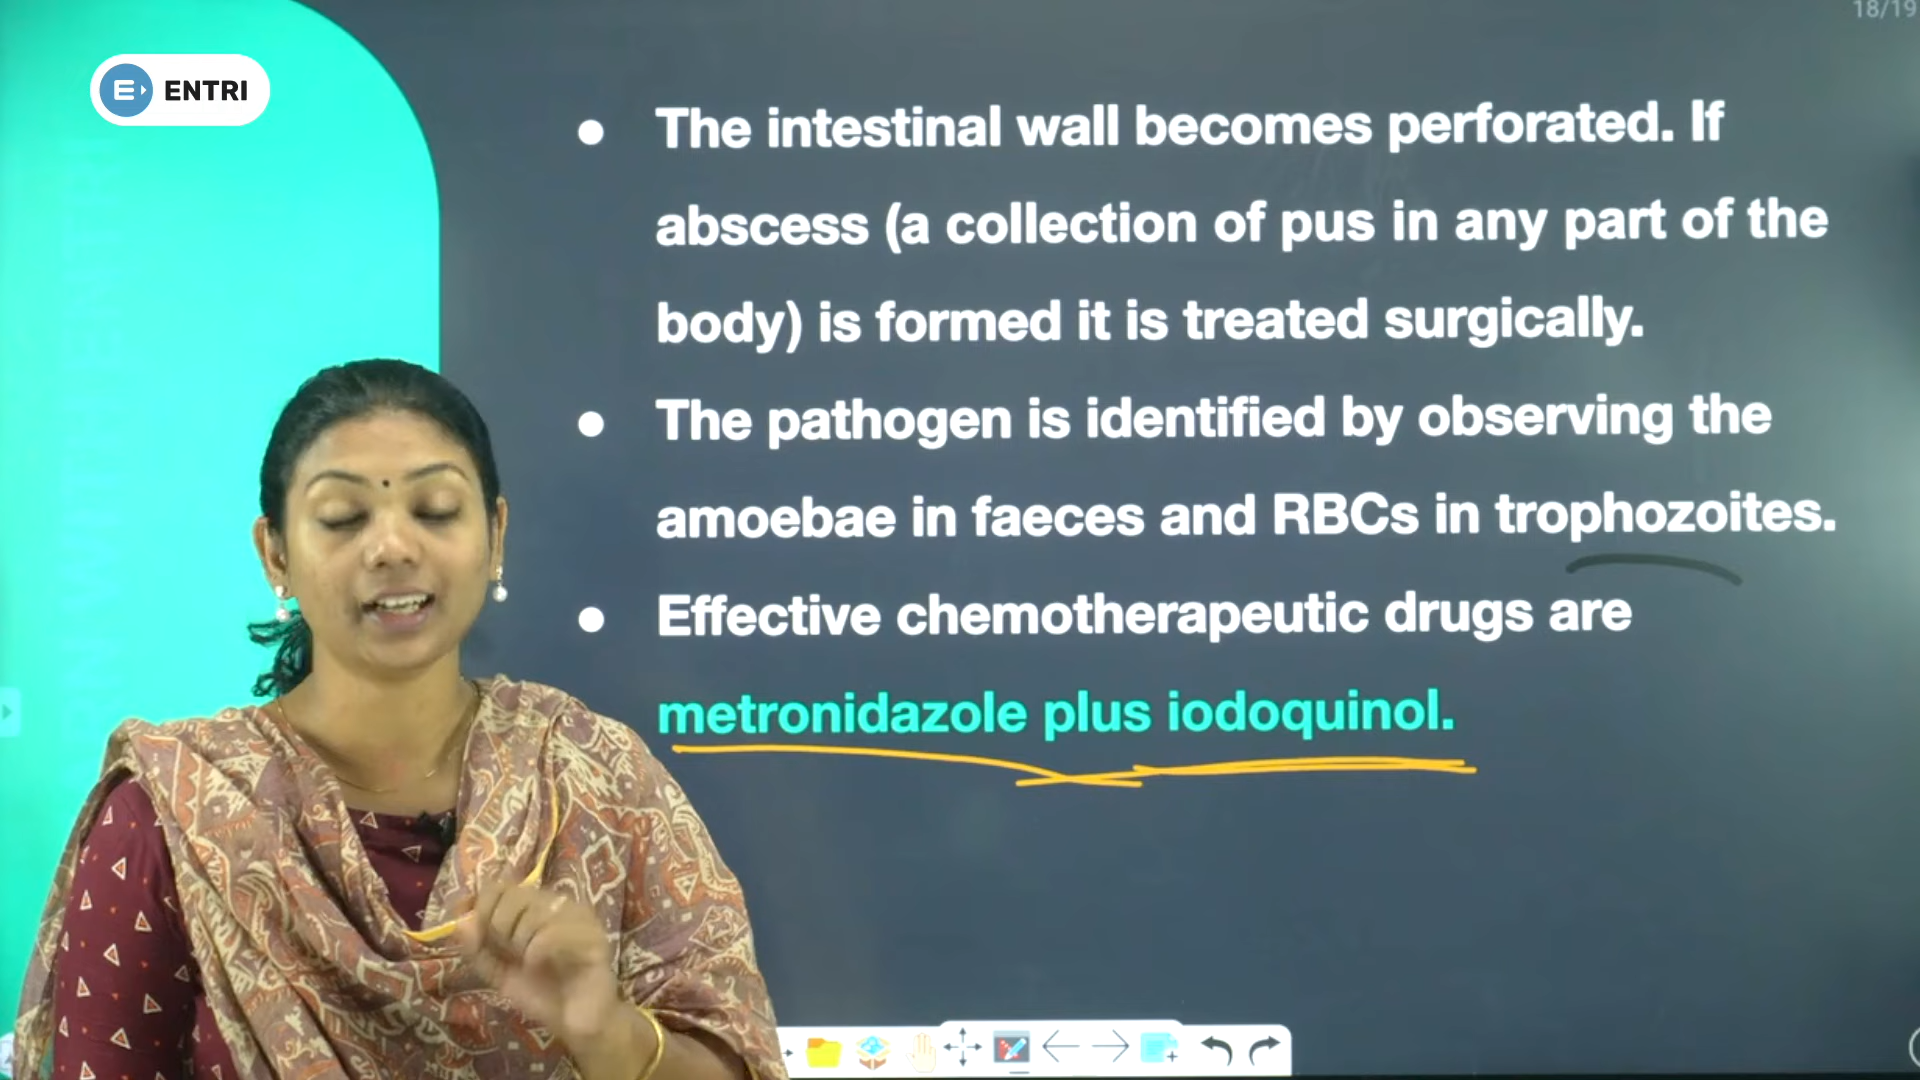 18/19
ENTRI
The intestinal wall becomes perforated. If
abscess (a collection of pus in any part of the
body) is formed it is treated surgically.
The pathogen is identified by observing the
amoebae in faeces and RBCs in trophozoites.
Effective chemotherapeutic drugs are
metronidazole plus iodoquinol.